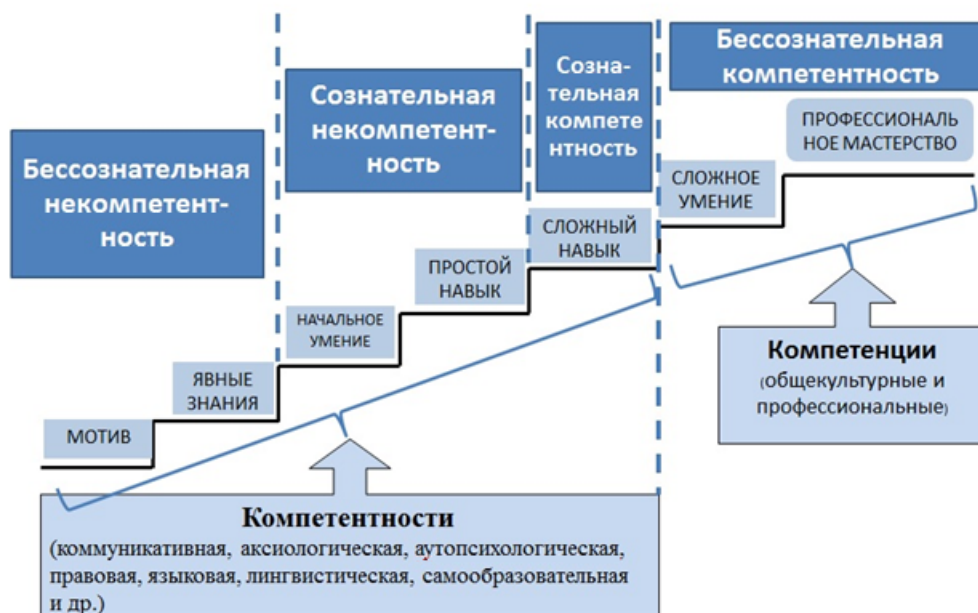 Бессознательная
некомпетент-
ность
Сознательная
некомпетент-
ность
Созна-
тельная
компете
нтность
Бессознательная
компетентность
МОТИВ
ЯВНЫЕ
ЗНАНИЯ
НАЧАЛЬНОЕ
УМЕНИЕ
ПРОСТОЙ
НАВЫК
СЛОЖНЫЙ
НАВЫК
СЛОЖНОЕ
УМЕНИЕ
ПРОФЕССИОНАЛЬ
НОЕ МАСТЕРСТВО
Компетентности
(коммуникативная, аксиологическая, аутопсихологическая,
правовая, языковая, лингвистическая, самообразовательная
и др.)
Компетенции
(общекультурные и
профессиональные)